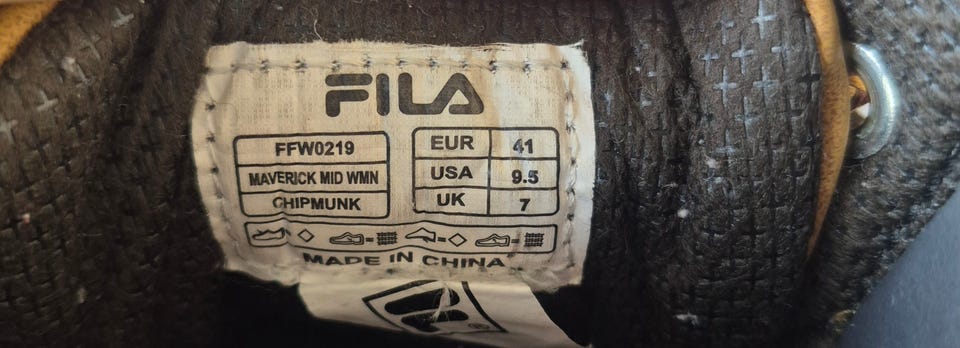 FILA
FFW0219
MAVERICK MID WMN
CHIPMUNK
EUR 41
USA 9.5
UK 7
MADE IN CHINA